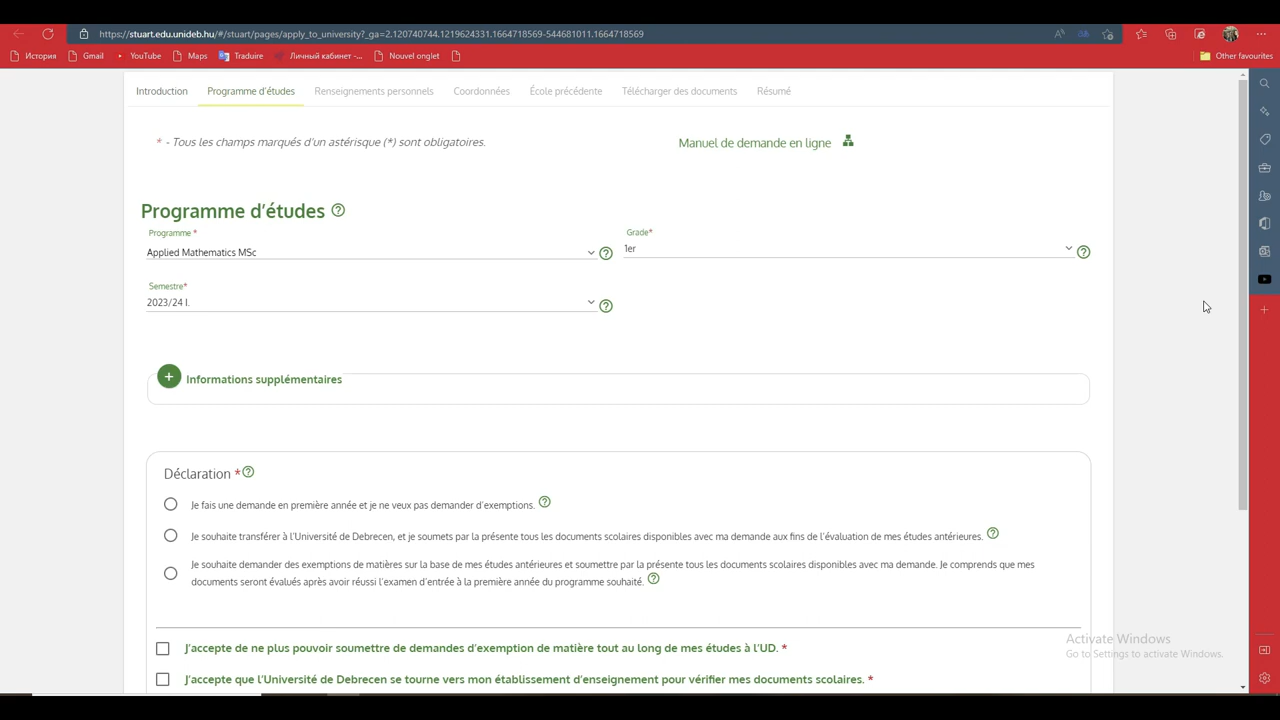 https://stuart.edu.unideb.hu/#/stuart/pages/apply_to_university?_ga=2.120740744.1219624331.1664718569-544681011.1664718569
История Gmail YouTube Maps Traduire Личный кабинет -... Nouvel onglet Other favourites
Introduction Programme d'études Renseignements personnels Coordonnées École précédente Télécharger des documents Résumé
* - Tous les champs marqués d'un astérisque (*) sont obligatoires. Manuel de demande en ligne
Programme d'études
Programme * Grade*
Applied Mathematics MSc 1er
Semestre*
2023/24 I.
Informations supplémentaires
Déclaration *
Je fais une demande en première année et je ne veux pas demander d'exemptions.
Je souhaite transférer à l'Université de Debrecen, et je soumets par la présente tous les documents scolaires disponibles avec ma demande aux fins de l'évaluation de mes études antérieures.
Je souhaite demander des exemptions de matières sur la base de mes études antérieures et soumettre par la présente tous les documents scolaires disponibles avec ma demande. Je comprends que mes
documents seront évalués après avoir réussi l'examen d'entrée à la première année du programme souhaité.
J'accepte de ne plus pouvoir soumettre de demandes d'exemption de matière tout au long de mes études à l'UD. *
J'accepte que l'Université de Debrecen se tourne vers mon établissement d'enseignement pour vérifier mes documents scolaires. *
Activate Windows
Go to Settings to activate Windows.